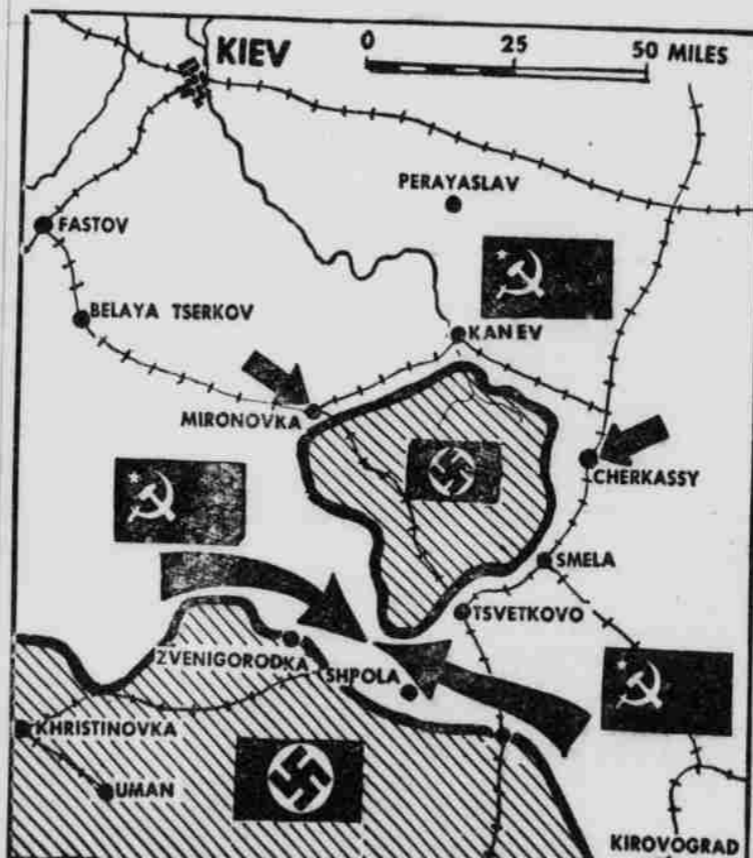 KIEV
0 25 50 MILES
PERAYASLAV
FASTOV
BELAYA TSERKOV
KANEV
MIRONOVKA
CHERKASSY
SMELA
TSVETKOVO
ZVENIGORODKA
SHPOLA
KHRISTINOVKA
UMAN
KIROVOGRAD